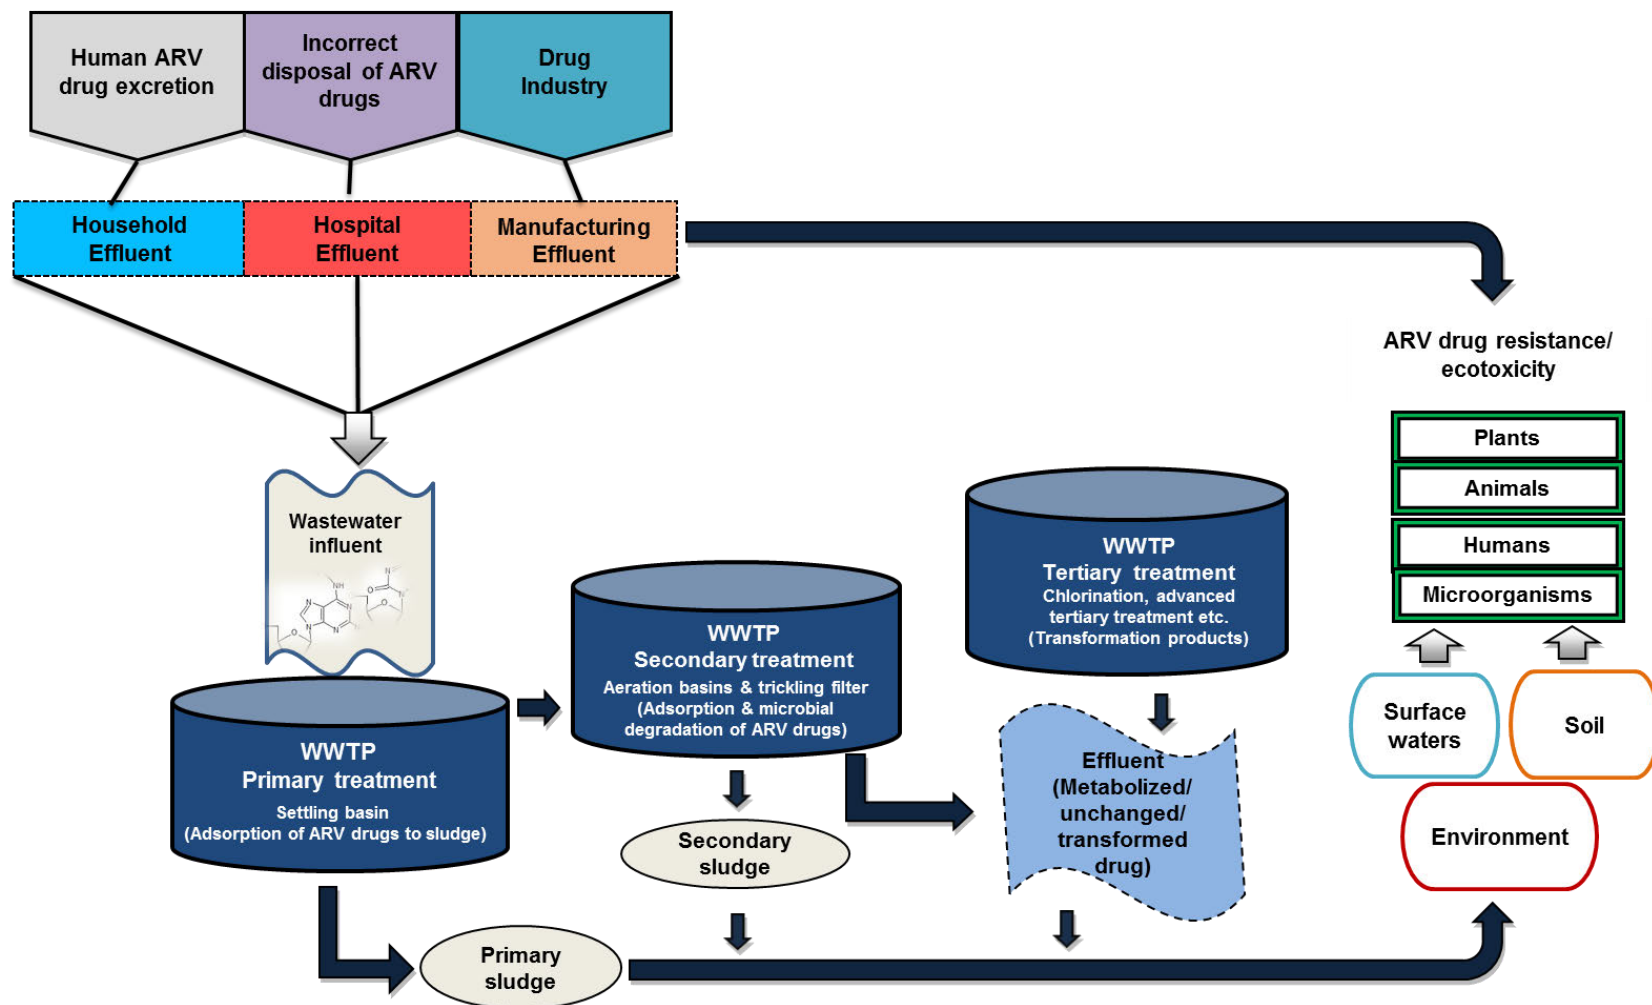 Human ARV
drug excretion
Incorrect
disposal of ARV
drugs
Drug
Industry
Household
Effluent
Hospital
Effluent
Manufacturing
Effluent
ARV drug resistance/
ecotoxicity
Plants
Animals
Humans
Microorganisms
Surface
waters
Soil
Environment
Wastewater
influent
NH
N
N
N
N
O
N
O
N
O
WWTP
Primary treatment
Settling basin
(Adsorption of ARV drugs to sludge)
WWTP
Secondary treatment
Aeration basins & trickling filter
(Adsorption & microbial
degradation of ARV drugs)
WWTP
Tertiary treatment
Chlorination, advanced
tertiary treatment etc.
(Transformation products)
Effluent
(Metabolized/
unchanged/
transformed
drug)
Secondary
sludge
Primary
sludge